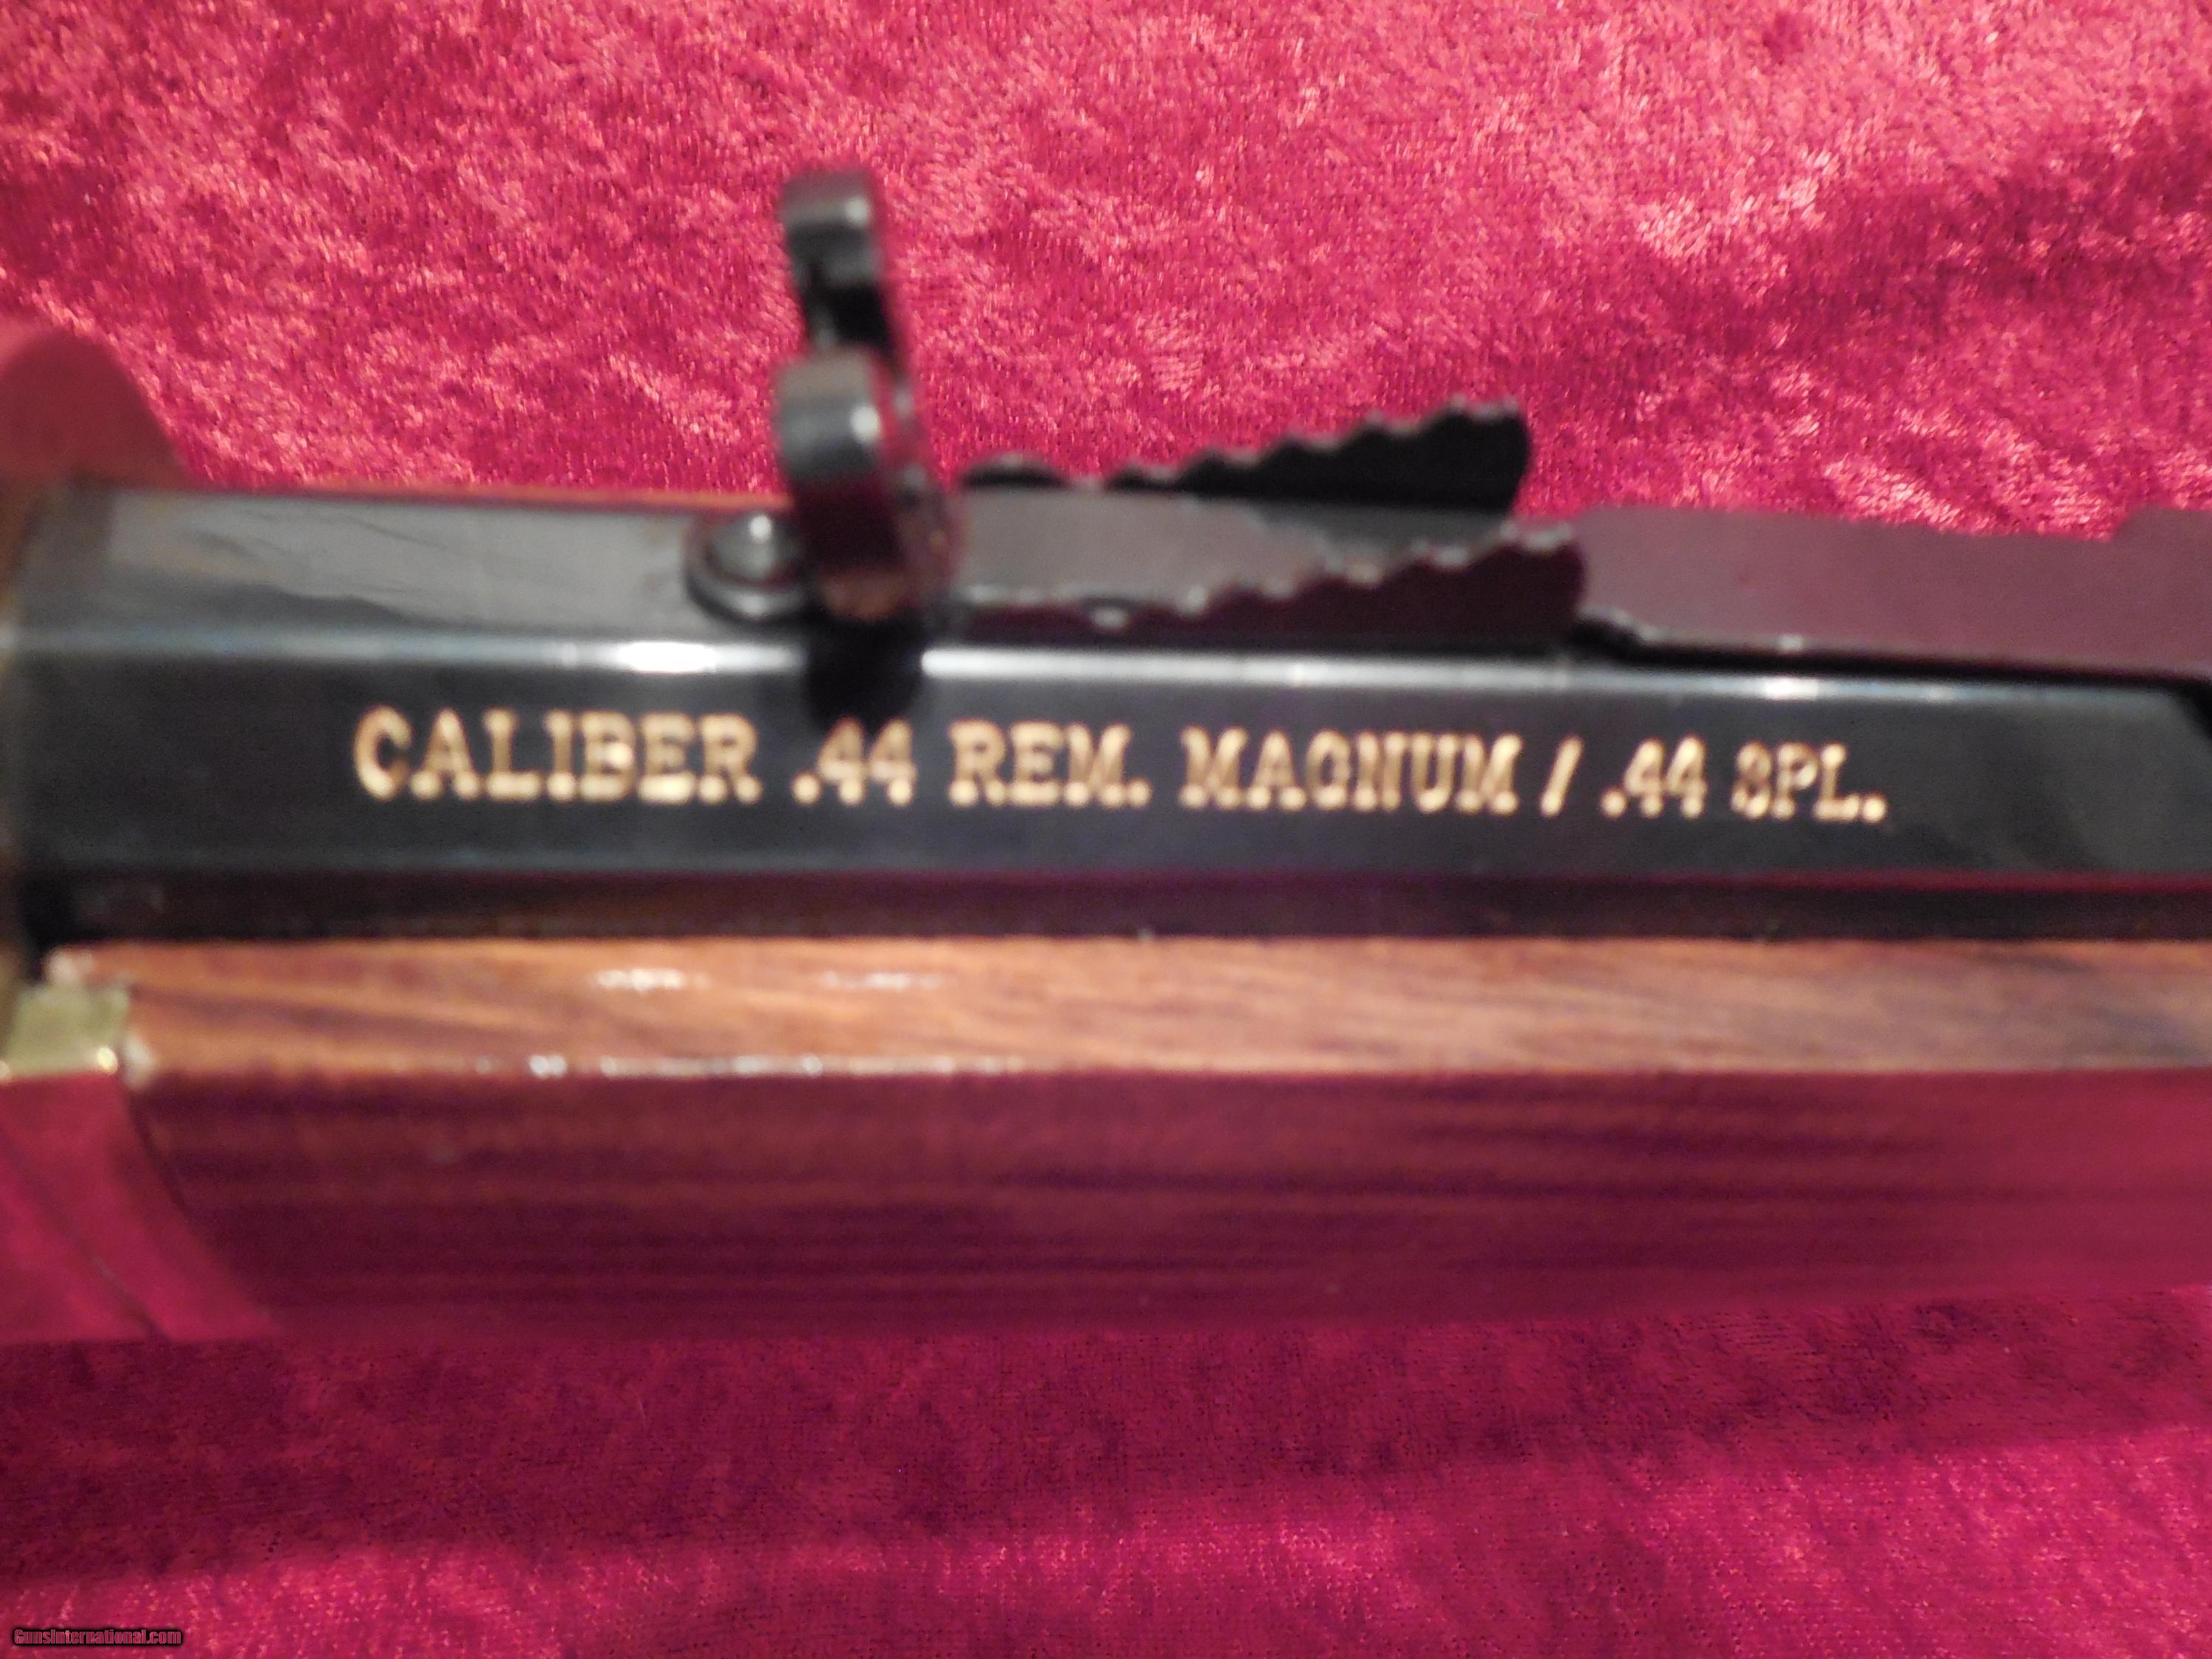 CALIBER .44 REM. MAGNUM / .44 SPL.
GunsInternational.com